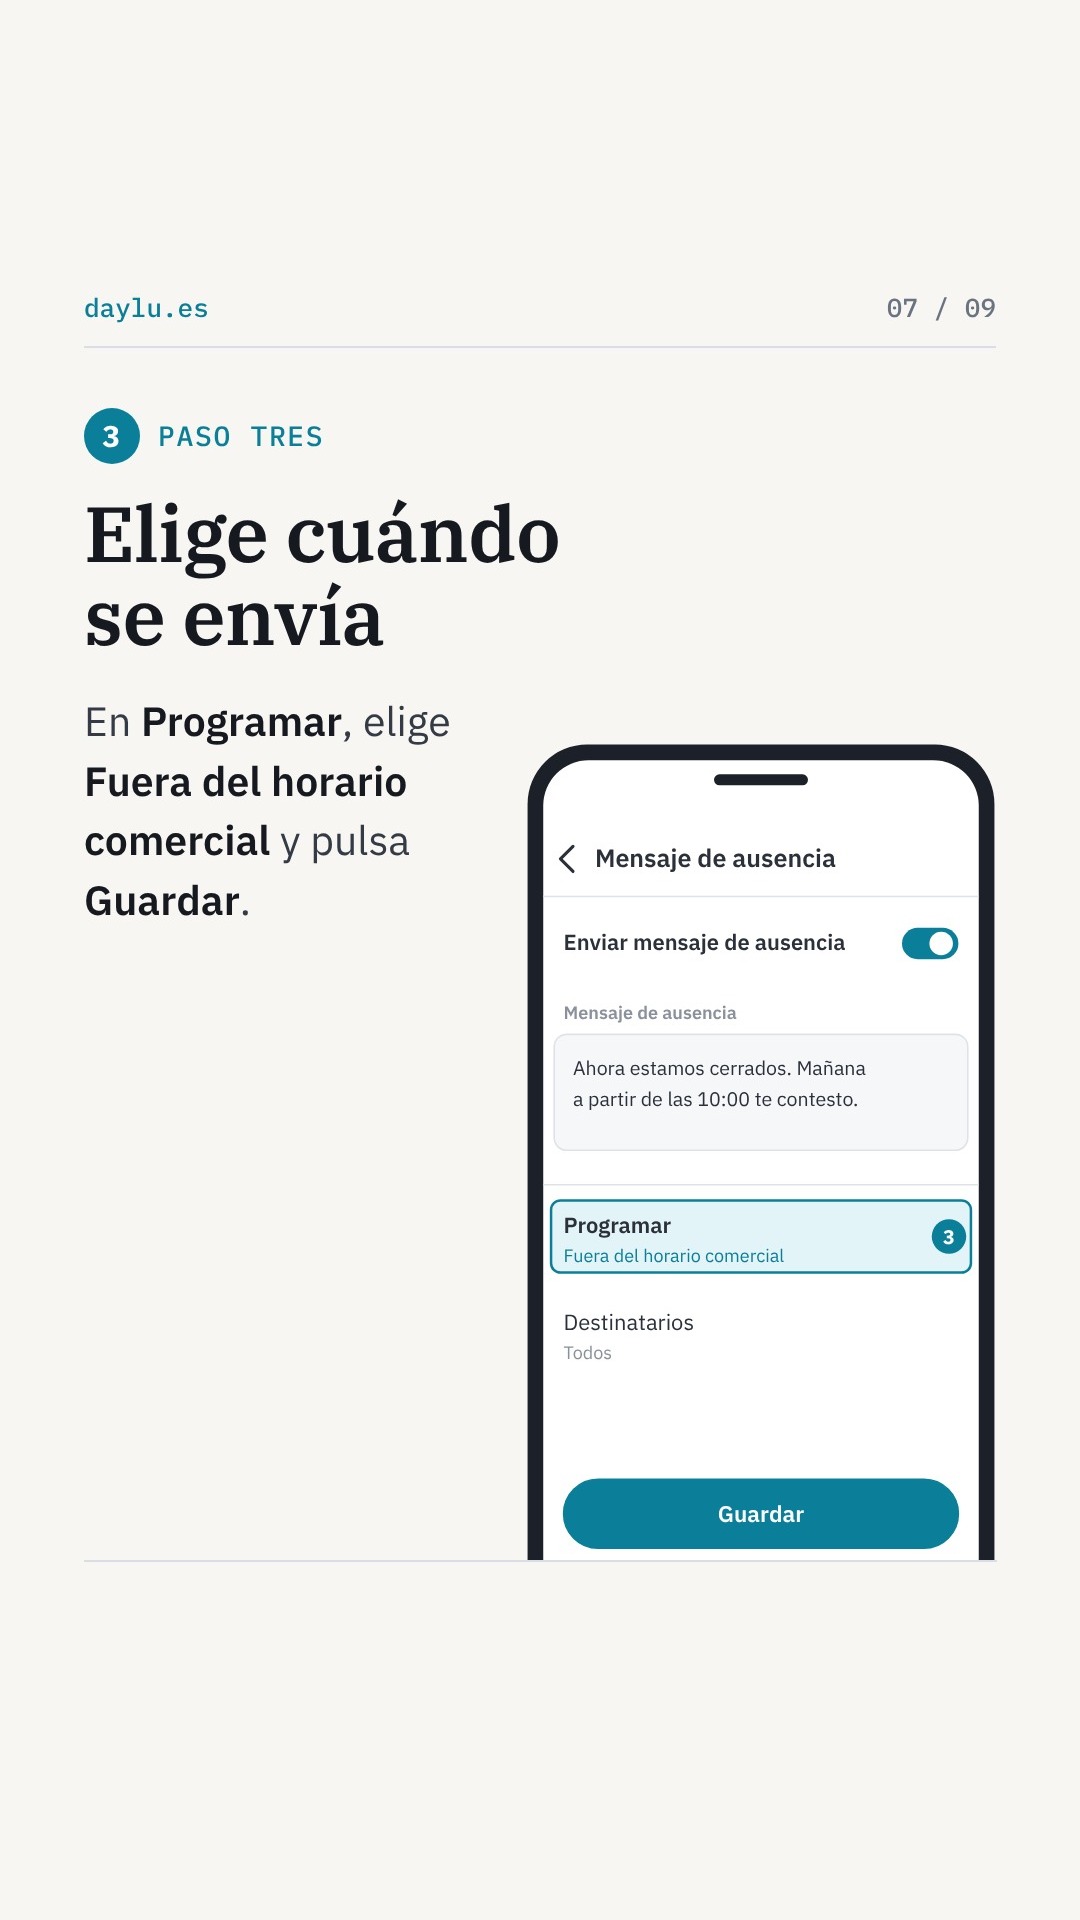 daylu.es
07 / 09
3 PASO TRES
Elige cuándo
se envía
En Programar, elige
Fuera del horario
comercial y pulsa
Guardar.
Mensaje de ausencia
Enviar mensaje de ausencia
Mensaje de ausencia
Ahora estamos cerrados. Mañana
a partir de las 10:00 te contesto.
Programar
Fuera del horario comercial
3
Destinatarios
Todos
Guardar